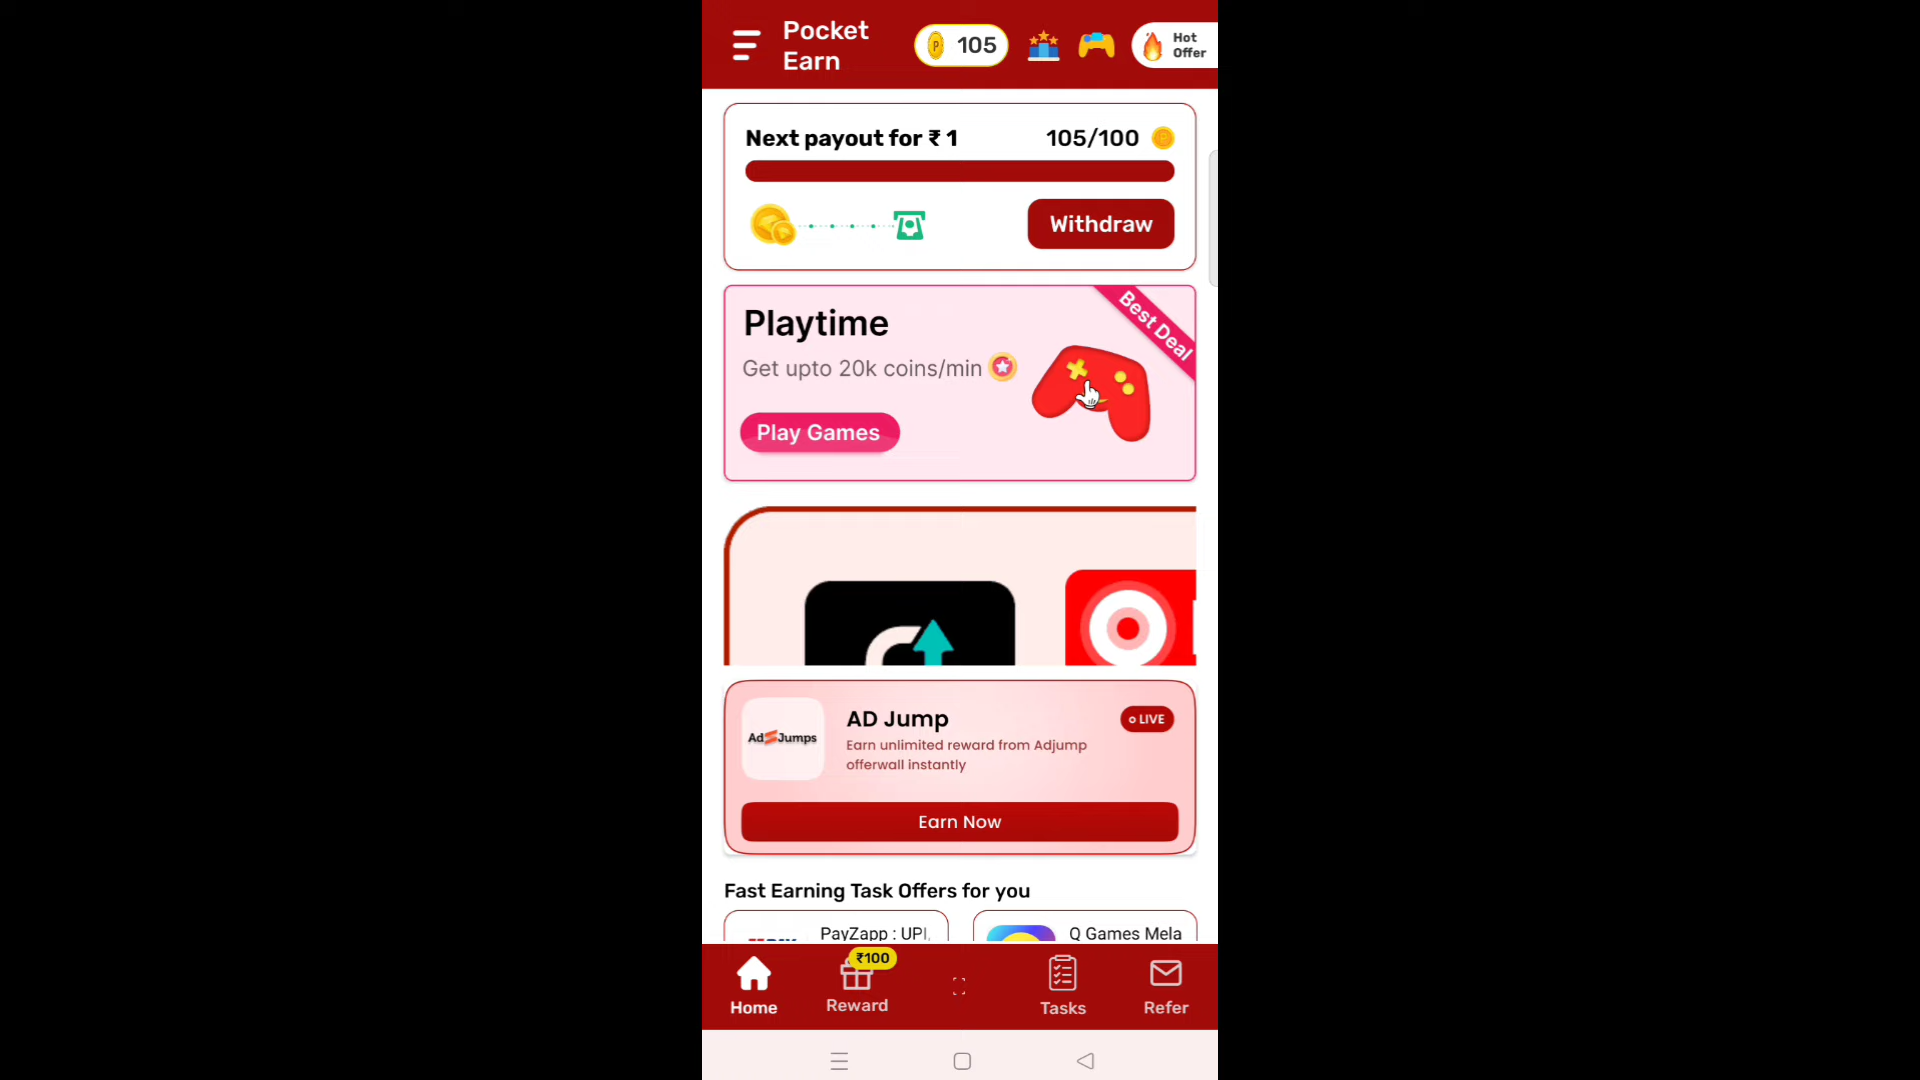 Pocket
Earn
105
Hot
Offer
Next payout for ₹ 1
105/100
Withdraw
Best Deal
Playtime
Get upto 20k coins/min
Play Games
AD Jump
LIVE
Ad Jumps
Earn unlimited reward from Adjump
offerwall instantly
Earn Now
Fast Earning Task Offers for you
PayZapp : UPI,
Q Games Mela
₹100
Home
Reward
Tasks
Refer